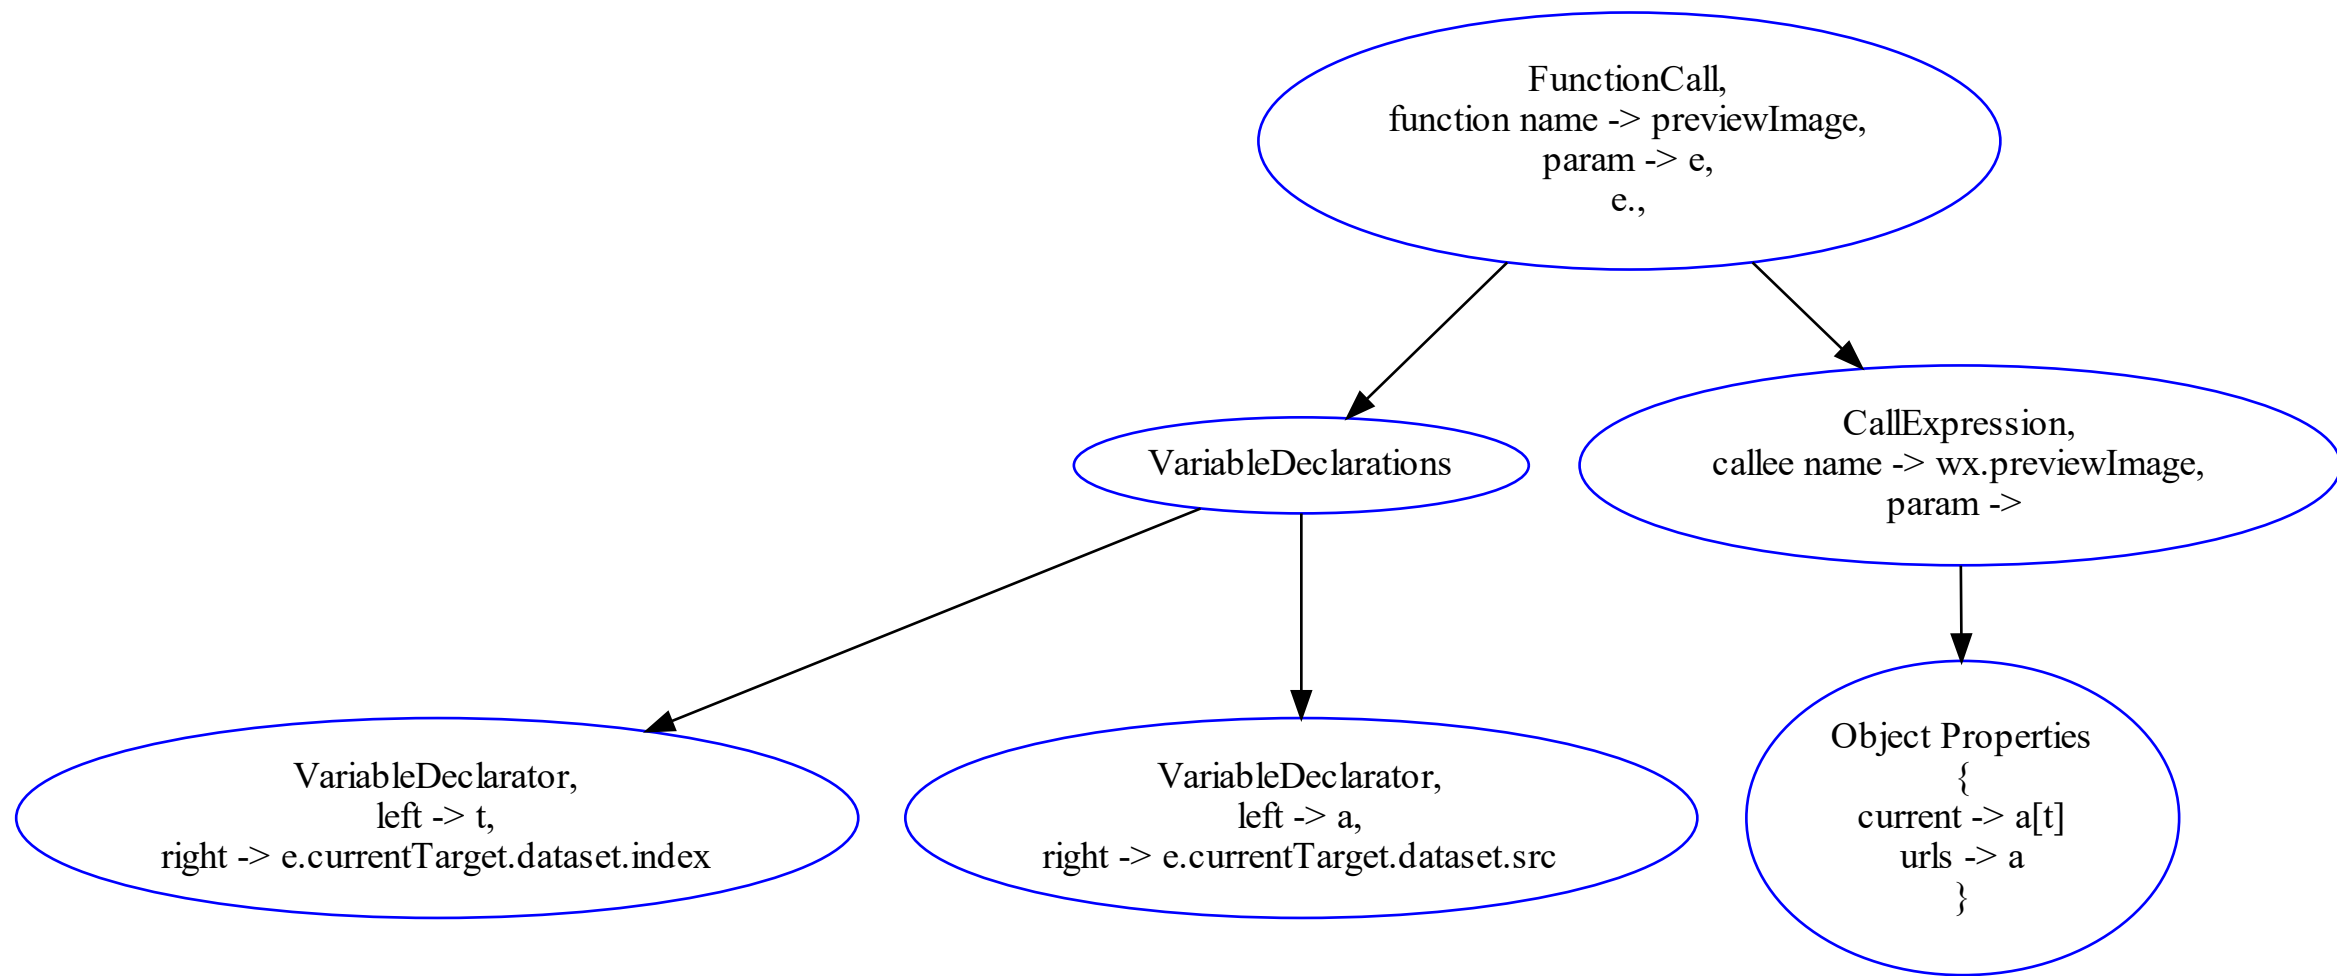 FunctionCall,
function name -> previewImage,
param -> e,
e.,
VariableDeclarations
CallExpression,
callee name -> wx.previewImage,
param ->
VariableDeclarator,
left -> t,
right -> e.currentTarget.dataset.index
VariableDeclarator,
left -> a,
right -> e.currentTarget.dataset.src
Object Properties
{
current -> a[t]
urls -> a
}